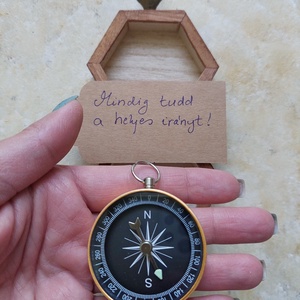 Mindig tudd
a helyes irányt!
N
S